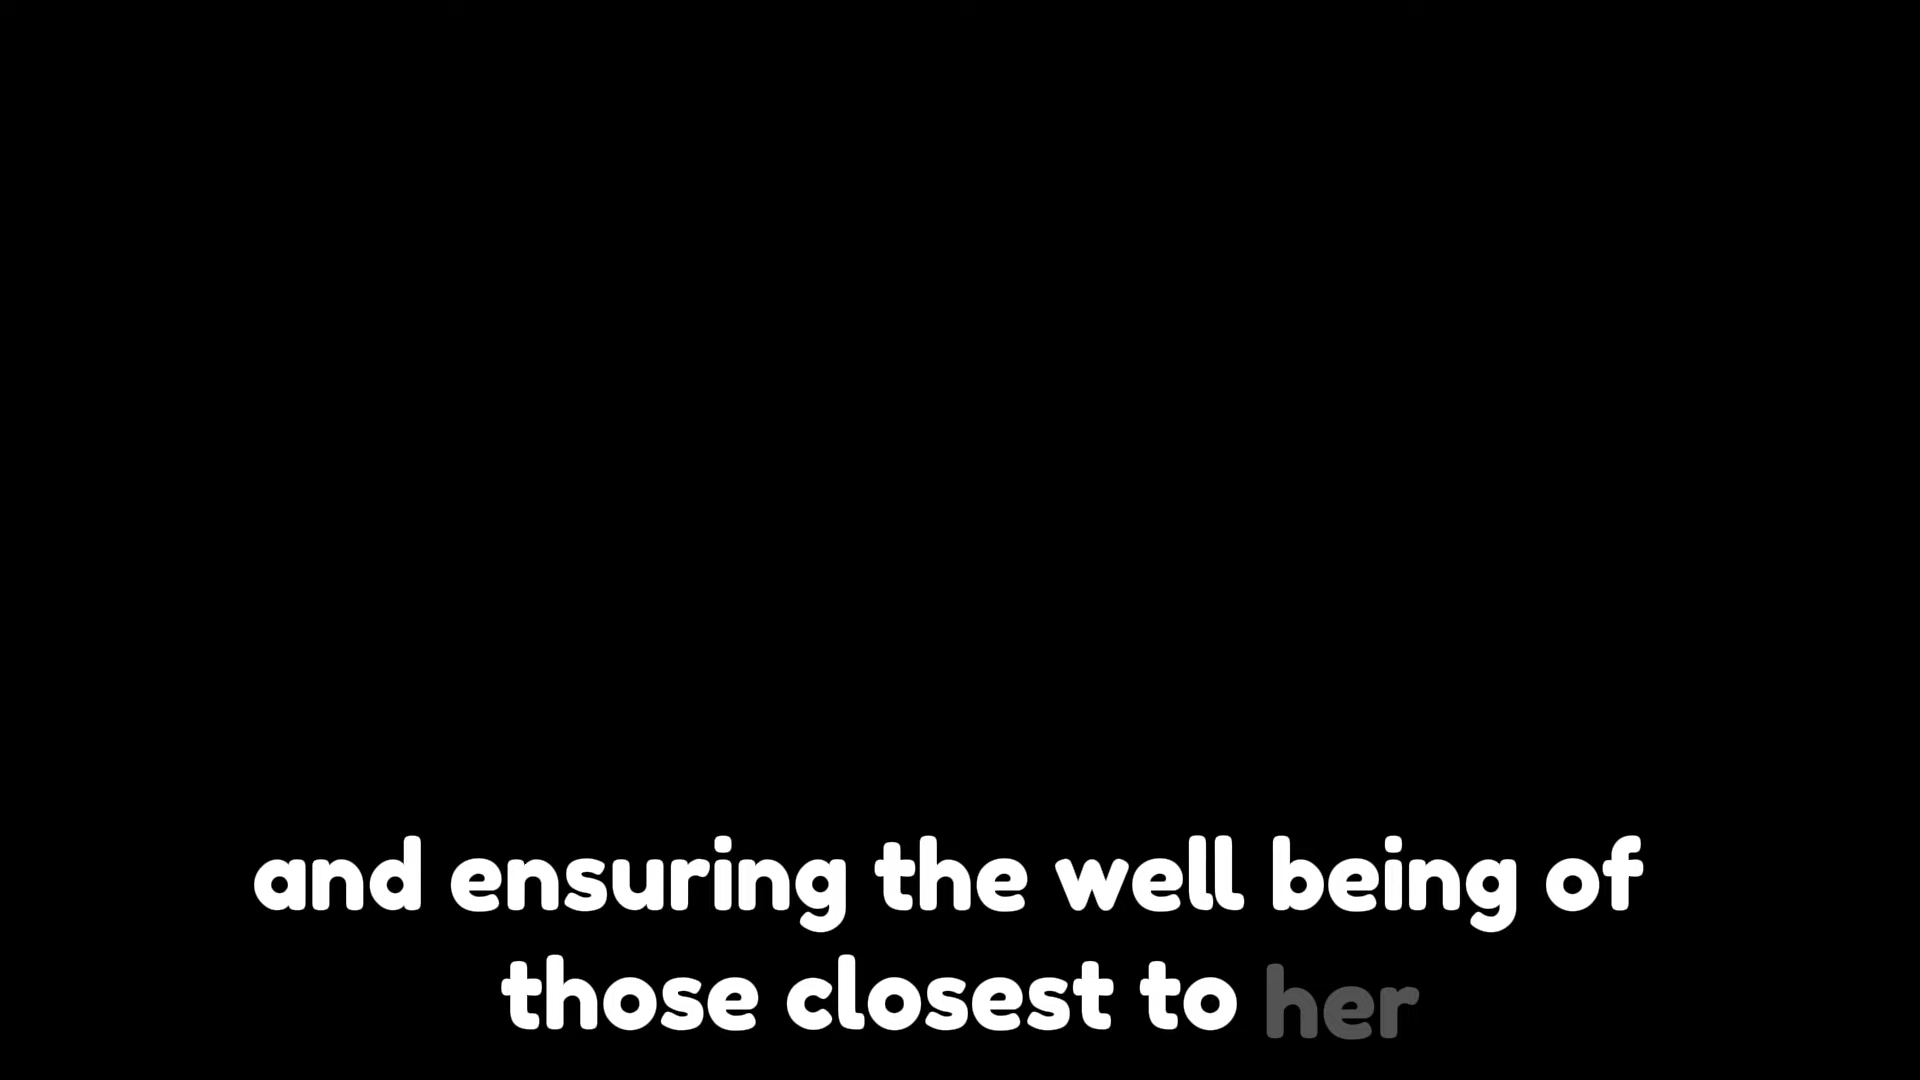 and ensuring the well being of
those closest to her